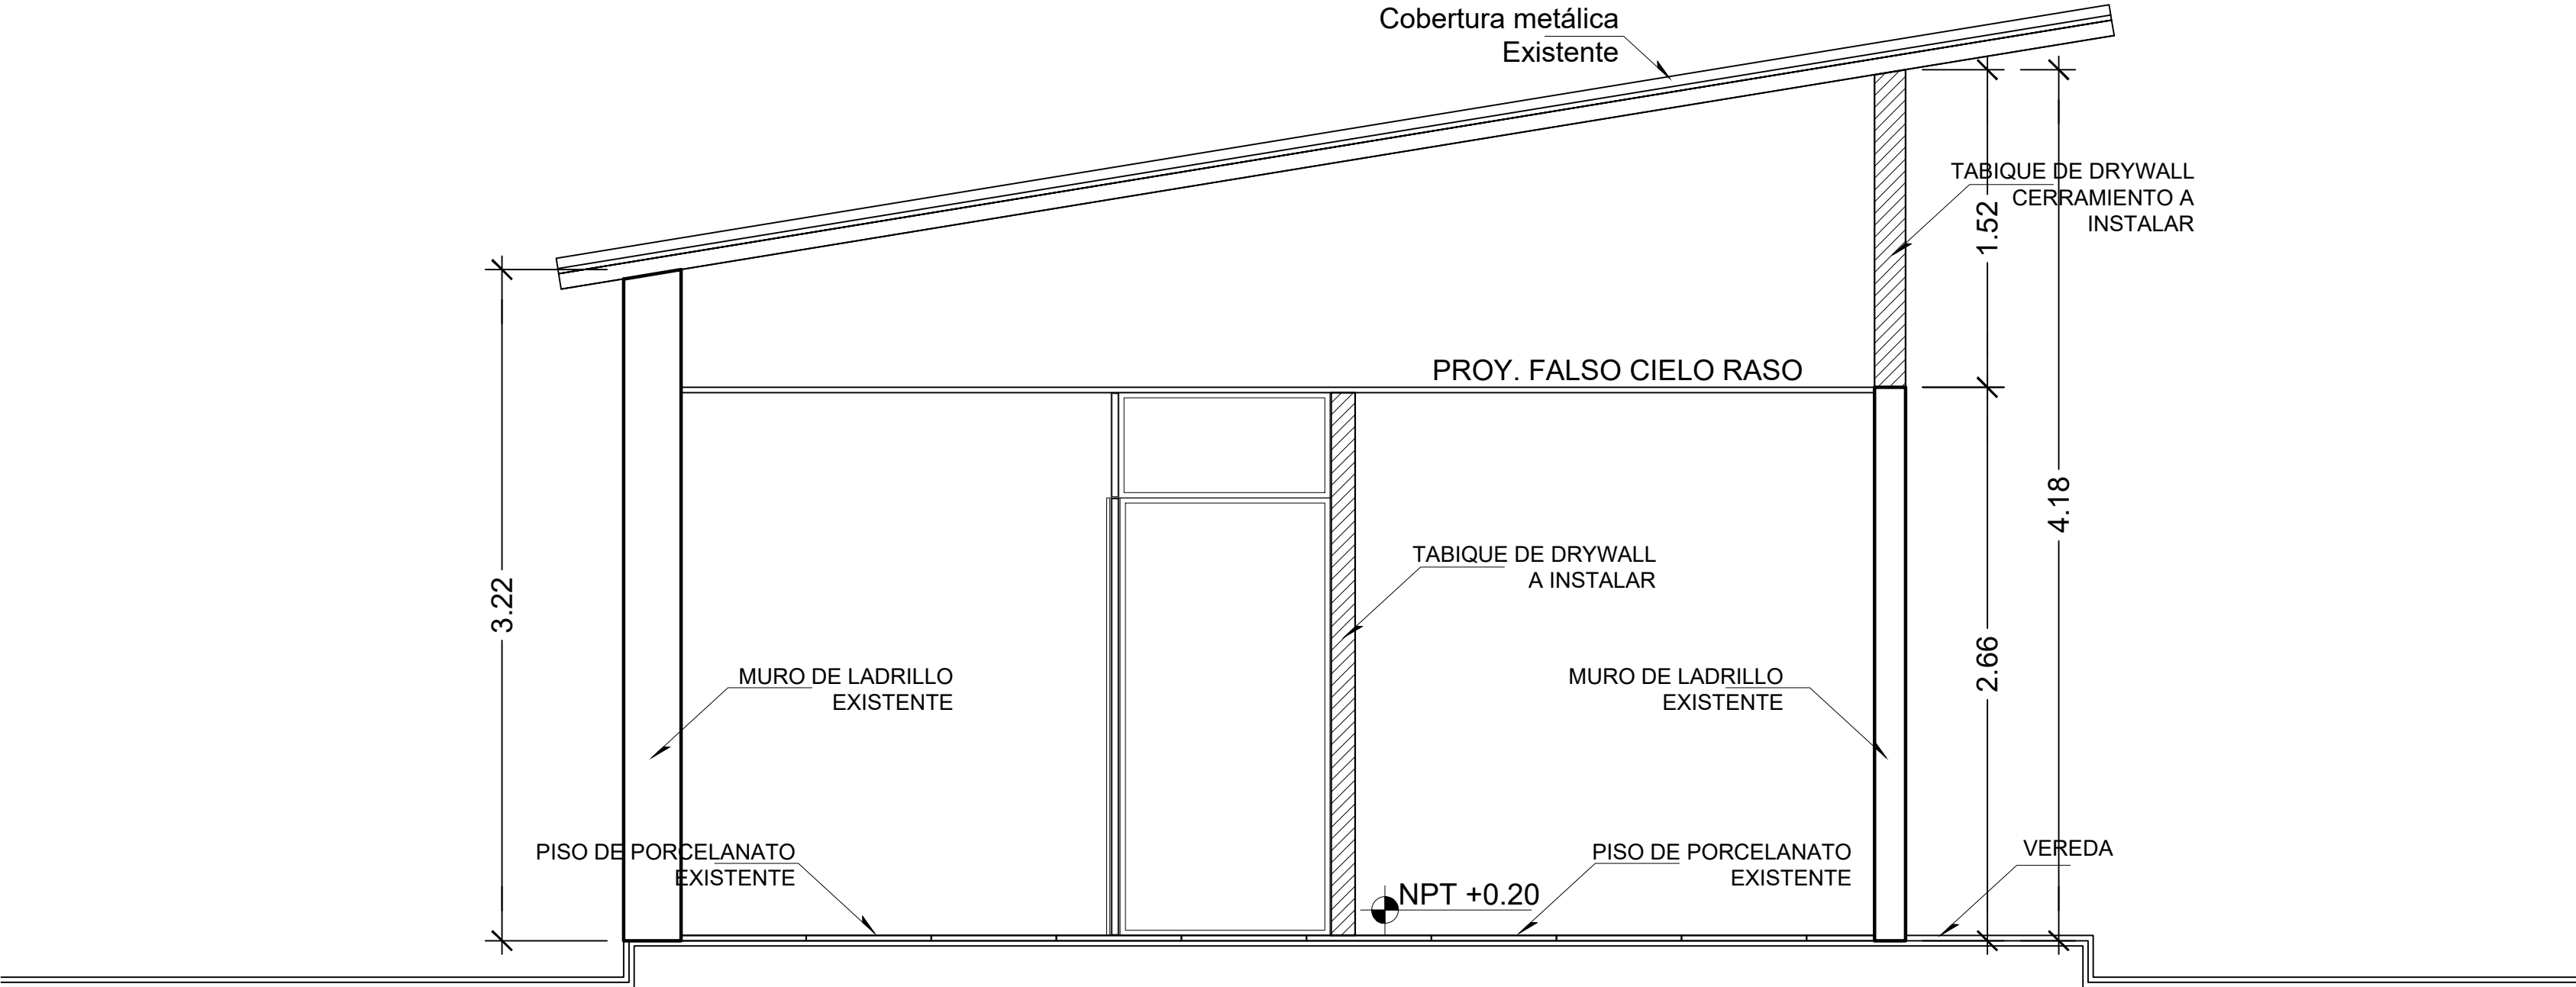 Cobertura metálica
Existente
TABIQUE DE DRYWALL
CERRAMIENTO A
INSTALAR
1.52
PROY. FALSO CIELO RASO
4.18
TABIQUE DE DRYWALL
A INSTALAR
3.22
2.66
MURO DE LADRILLO
EXISTENTE
MURO DE LADRILLO
EXISTENTE
PISO DE PORCELANATO
EXISTENTE
PISO DE PORCELANATO
EXISTENTE
VEREDA
NPT +0.20